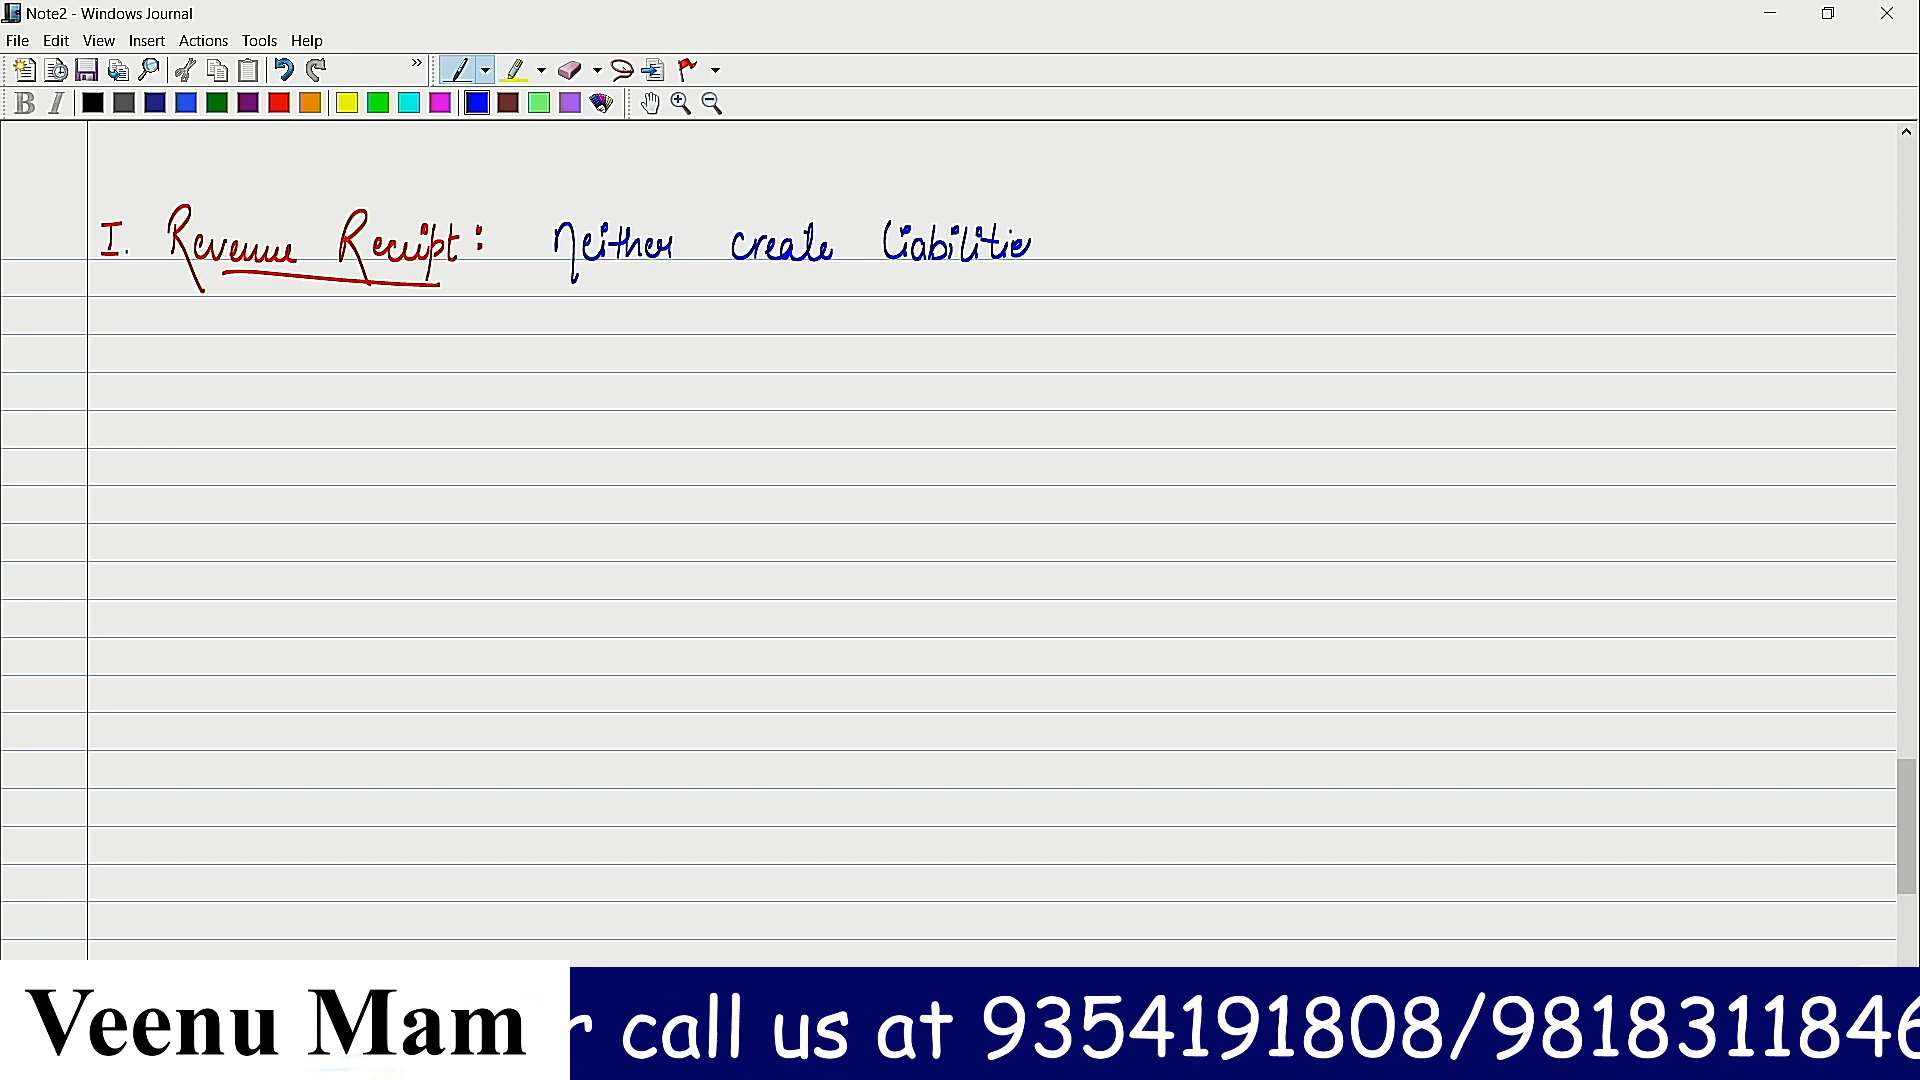 Note2 - Windows Journal
File Edit View Insert Actions Tools Help
B I
I. Revenue Receipt: Neither create liabilitie
Veenu Mam
r call us at 9354191808/9818311846